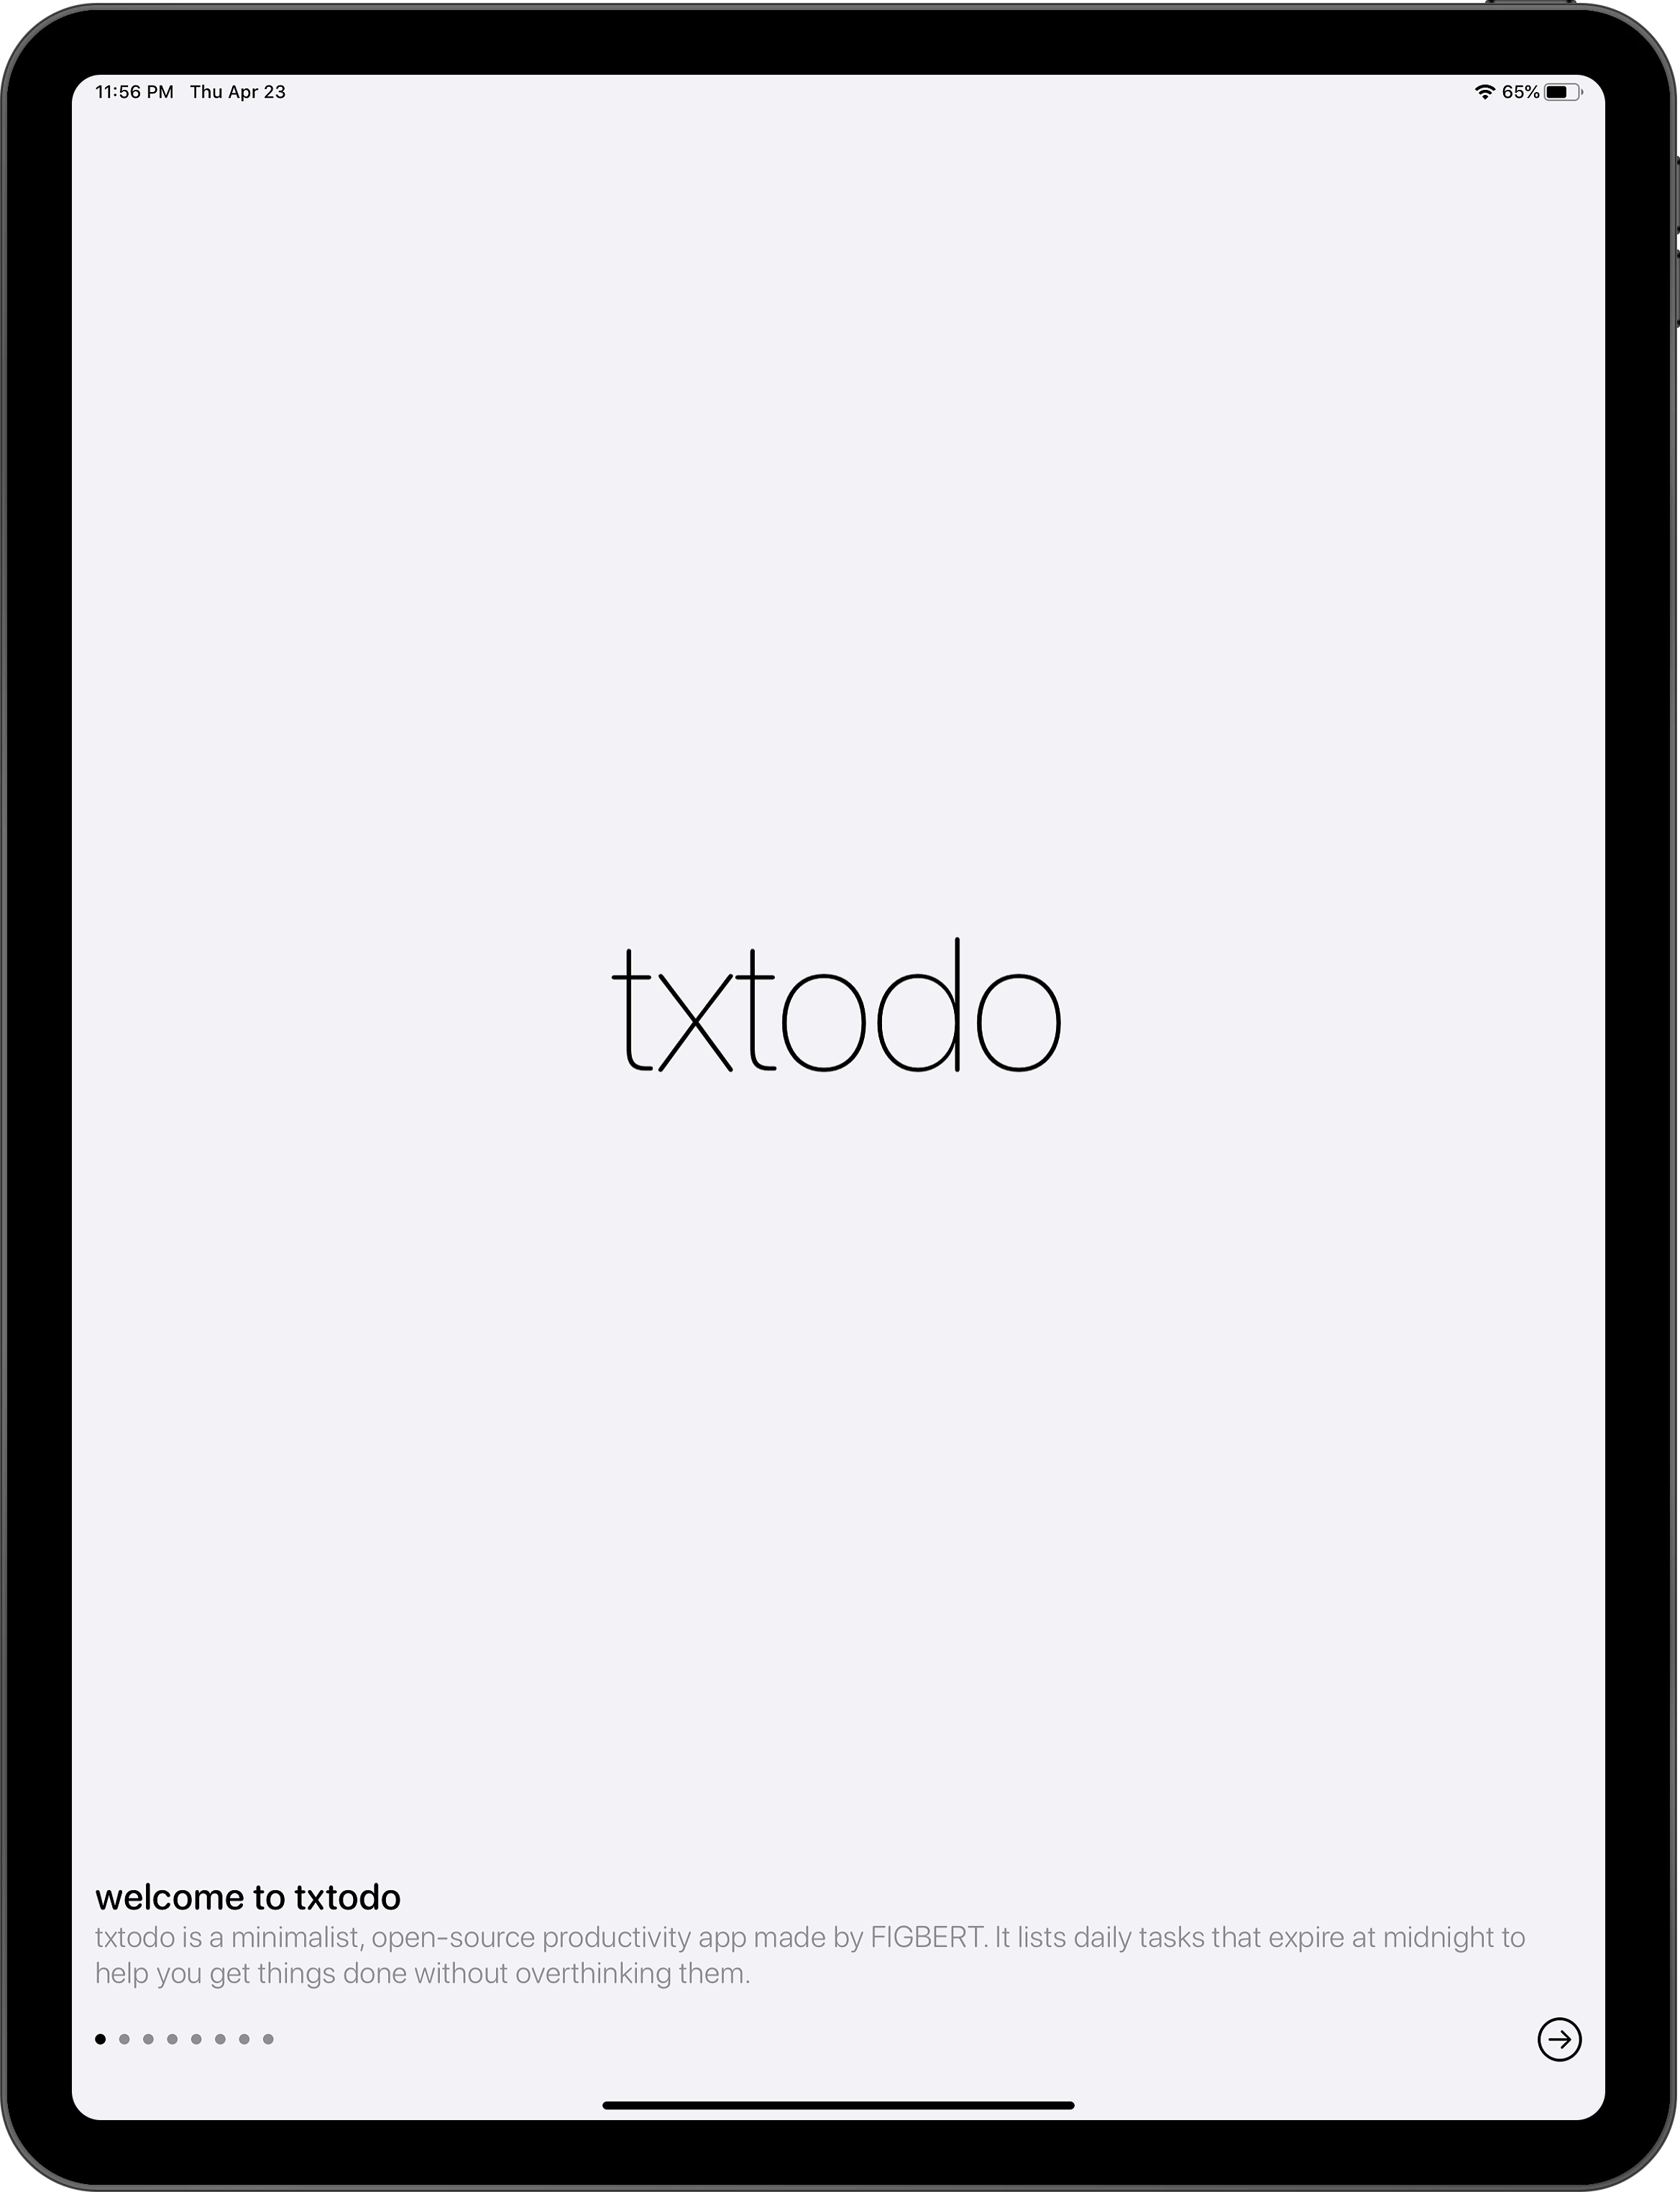 11:56 PM Thu Apr 23 65%
txtodo
welcome to txtodo
txtodo is a minimalist, open-source productivity app made by FIGBERT. It lists daily tasks that expire at midnight to
help you get things done without overthinking them.